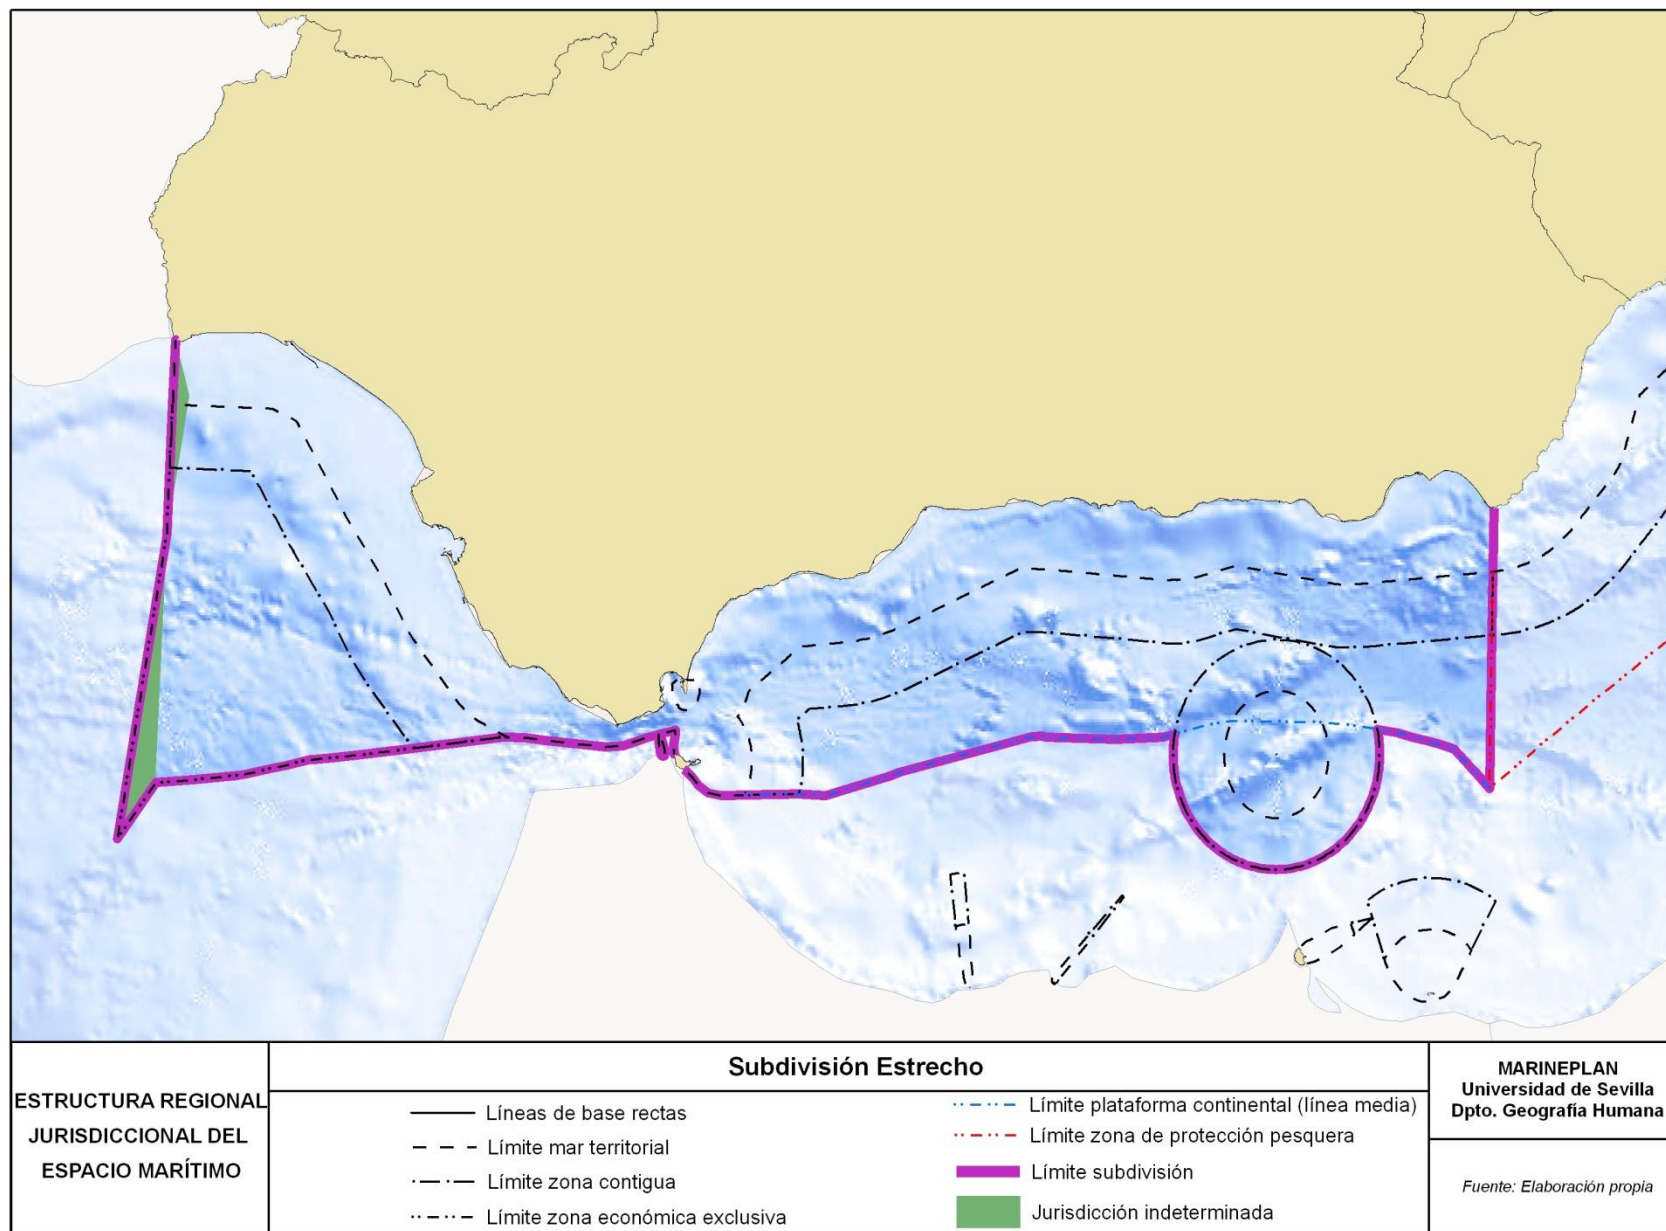 ESTRUCTURA REGIONAL
JURISDICCIONAL DEL
ESPACIO MARÍTIMO
Subdivisión Estrecho
Líneas de base rectas
Límite mar territorial
Límite zona contigua
Límite zona económica exclusiva
Límite plataforma continental (línea media)
Límite zona de protección pesquera
Límite subdivisión
Jurisdicción indeterminada
MARINEPLAN
Universidad de Sevilla
Dpto. Geografía Humana
Fuente: Elaboración propia